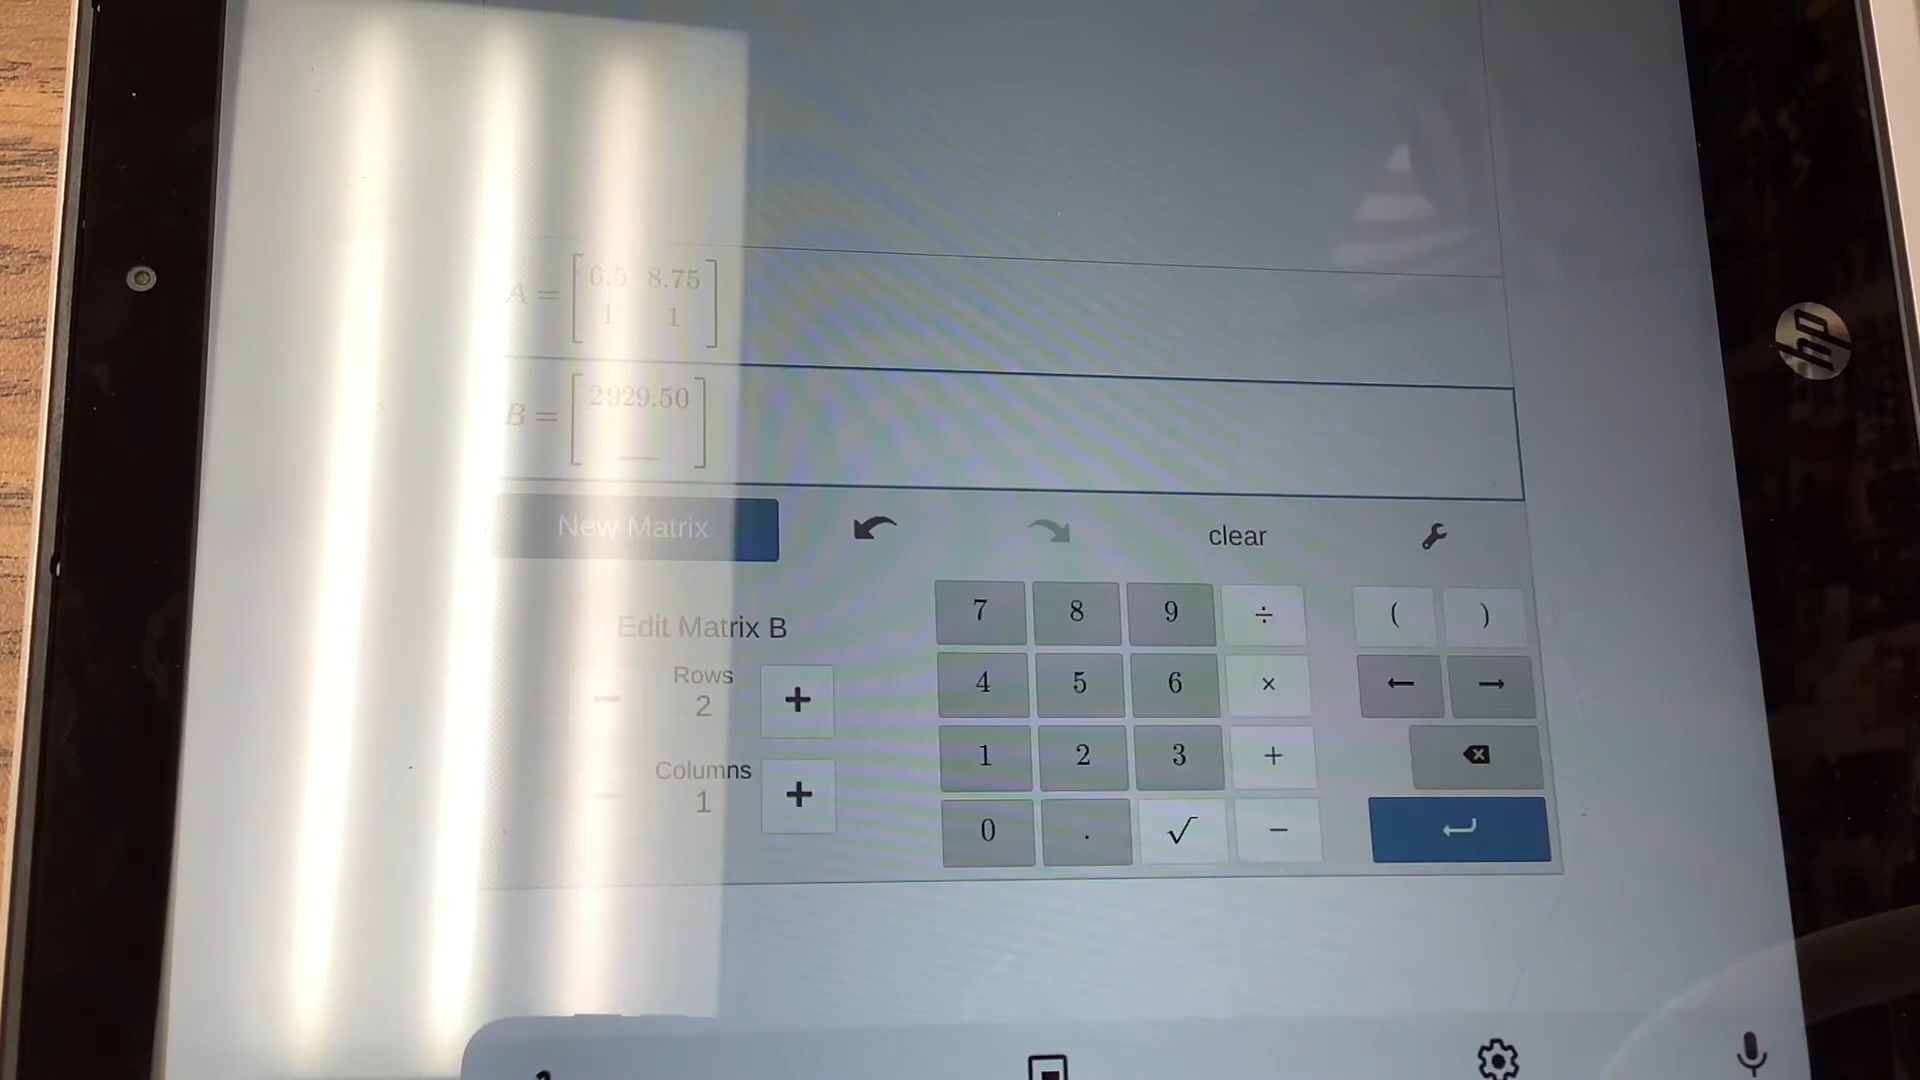 A = [ 6.5 8.75
1 1 ]
B = [ 2929.50 ]
New Matrix
clear
Edit Matrix B
Rows
2
+
Columns
1
+
7 8 9 ÷ ( )
4 5 6 × ← →
1 2 3 +
0 . √ −
hp